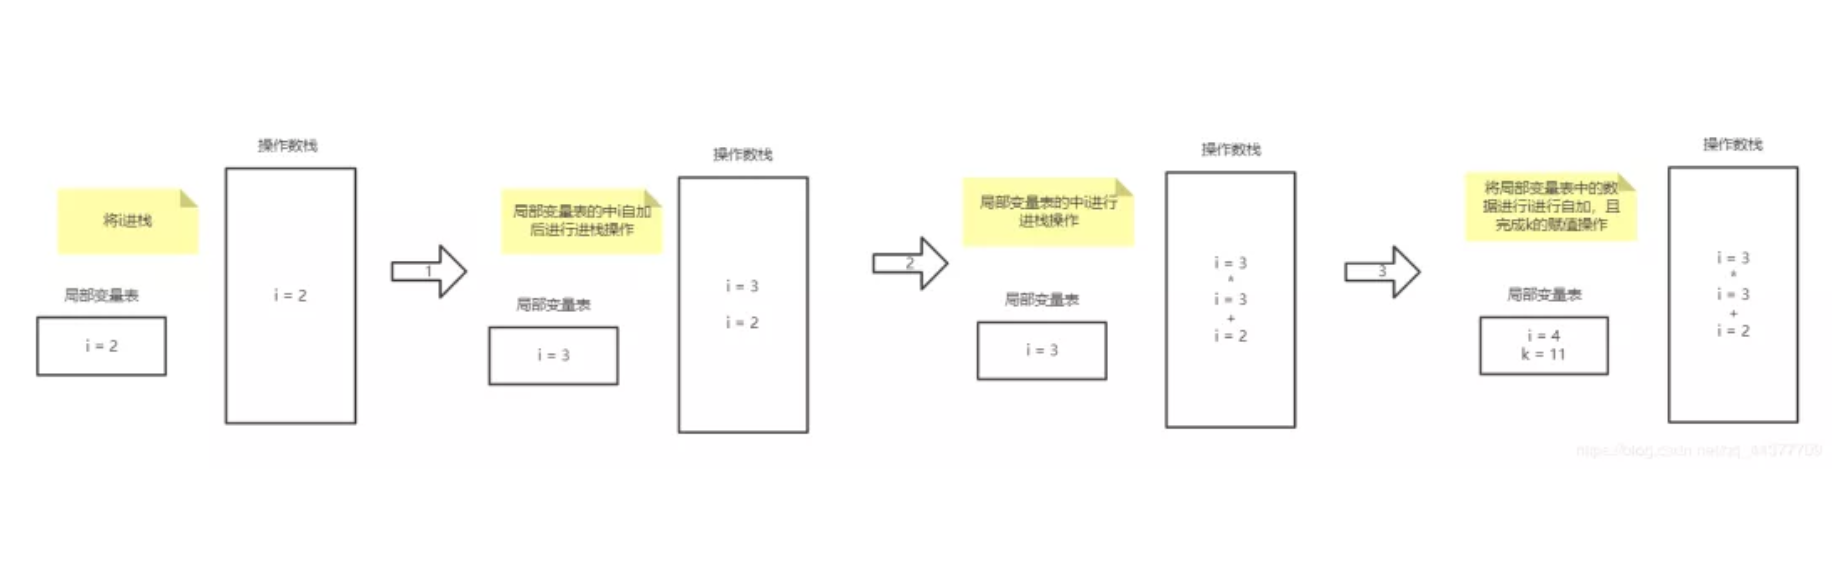 操作数栈
将i进栈
局部变量表
i = 2
i = 2
1
操作数栈
局部变量表的中i自加
后进行进栈操作
局部变量表
i = 3
i = 3
i = 2
2
操作数栈
局部变量表的中i进行
进栈操作
局部变量表
i = 3
i = 3
*
i = 3
+
i = 2
3
操作数栈
将局部变量表中的数
据进行i进行自加，且
完成k的赋值操作
局部变量表
i = 4
k = 11
i = 3
*
i = 3
+
i = 2